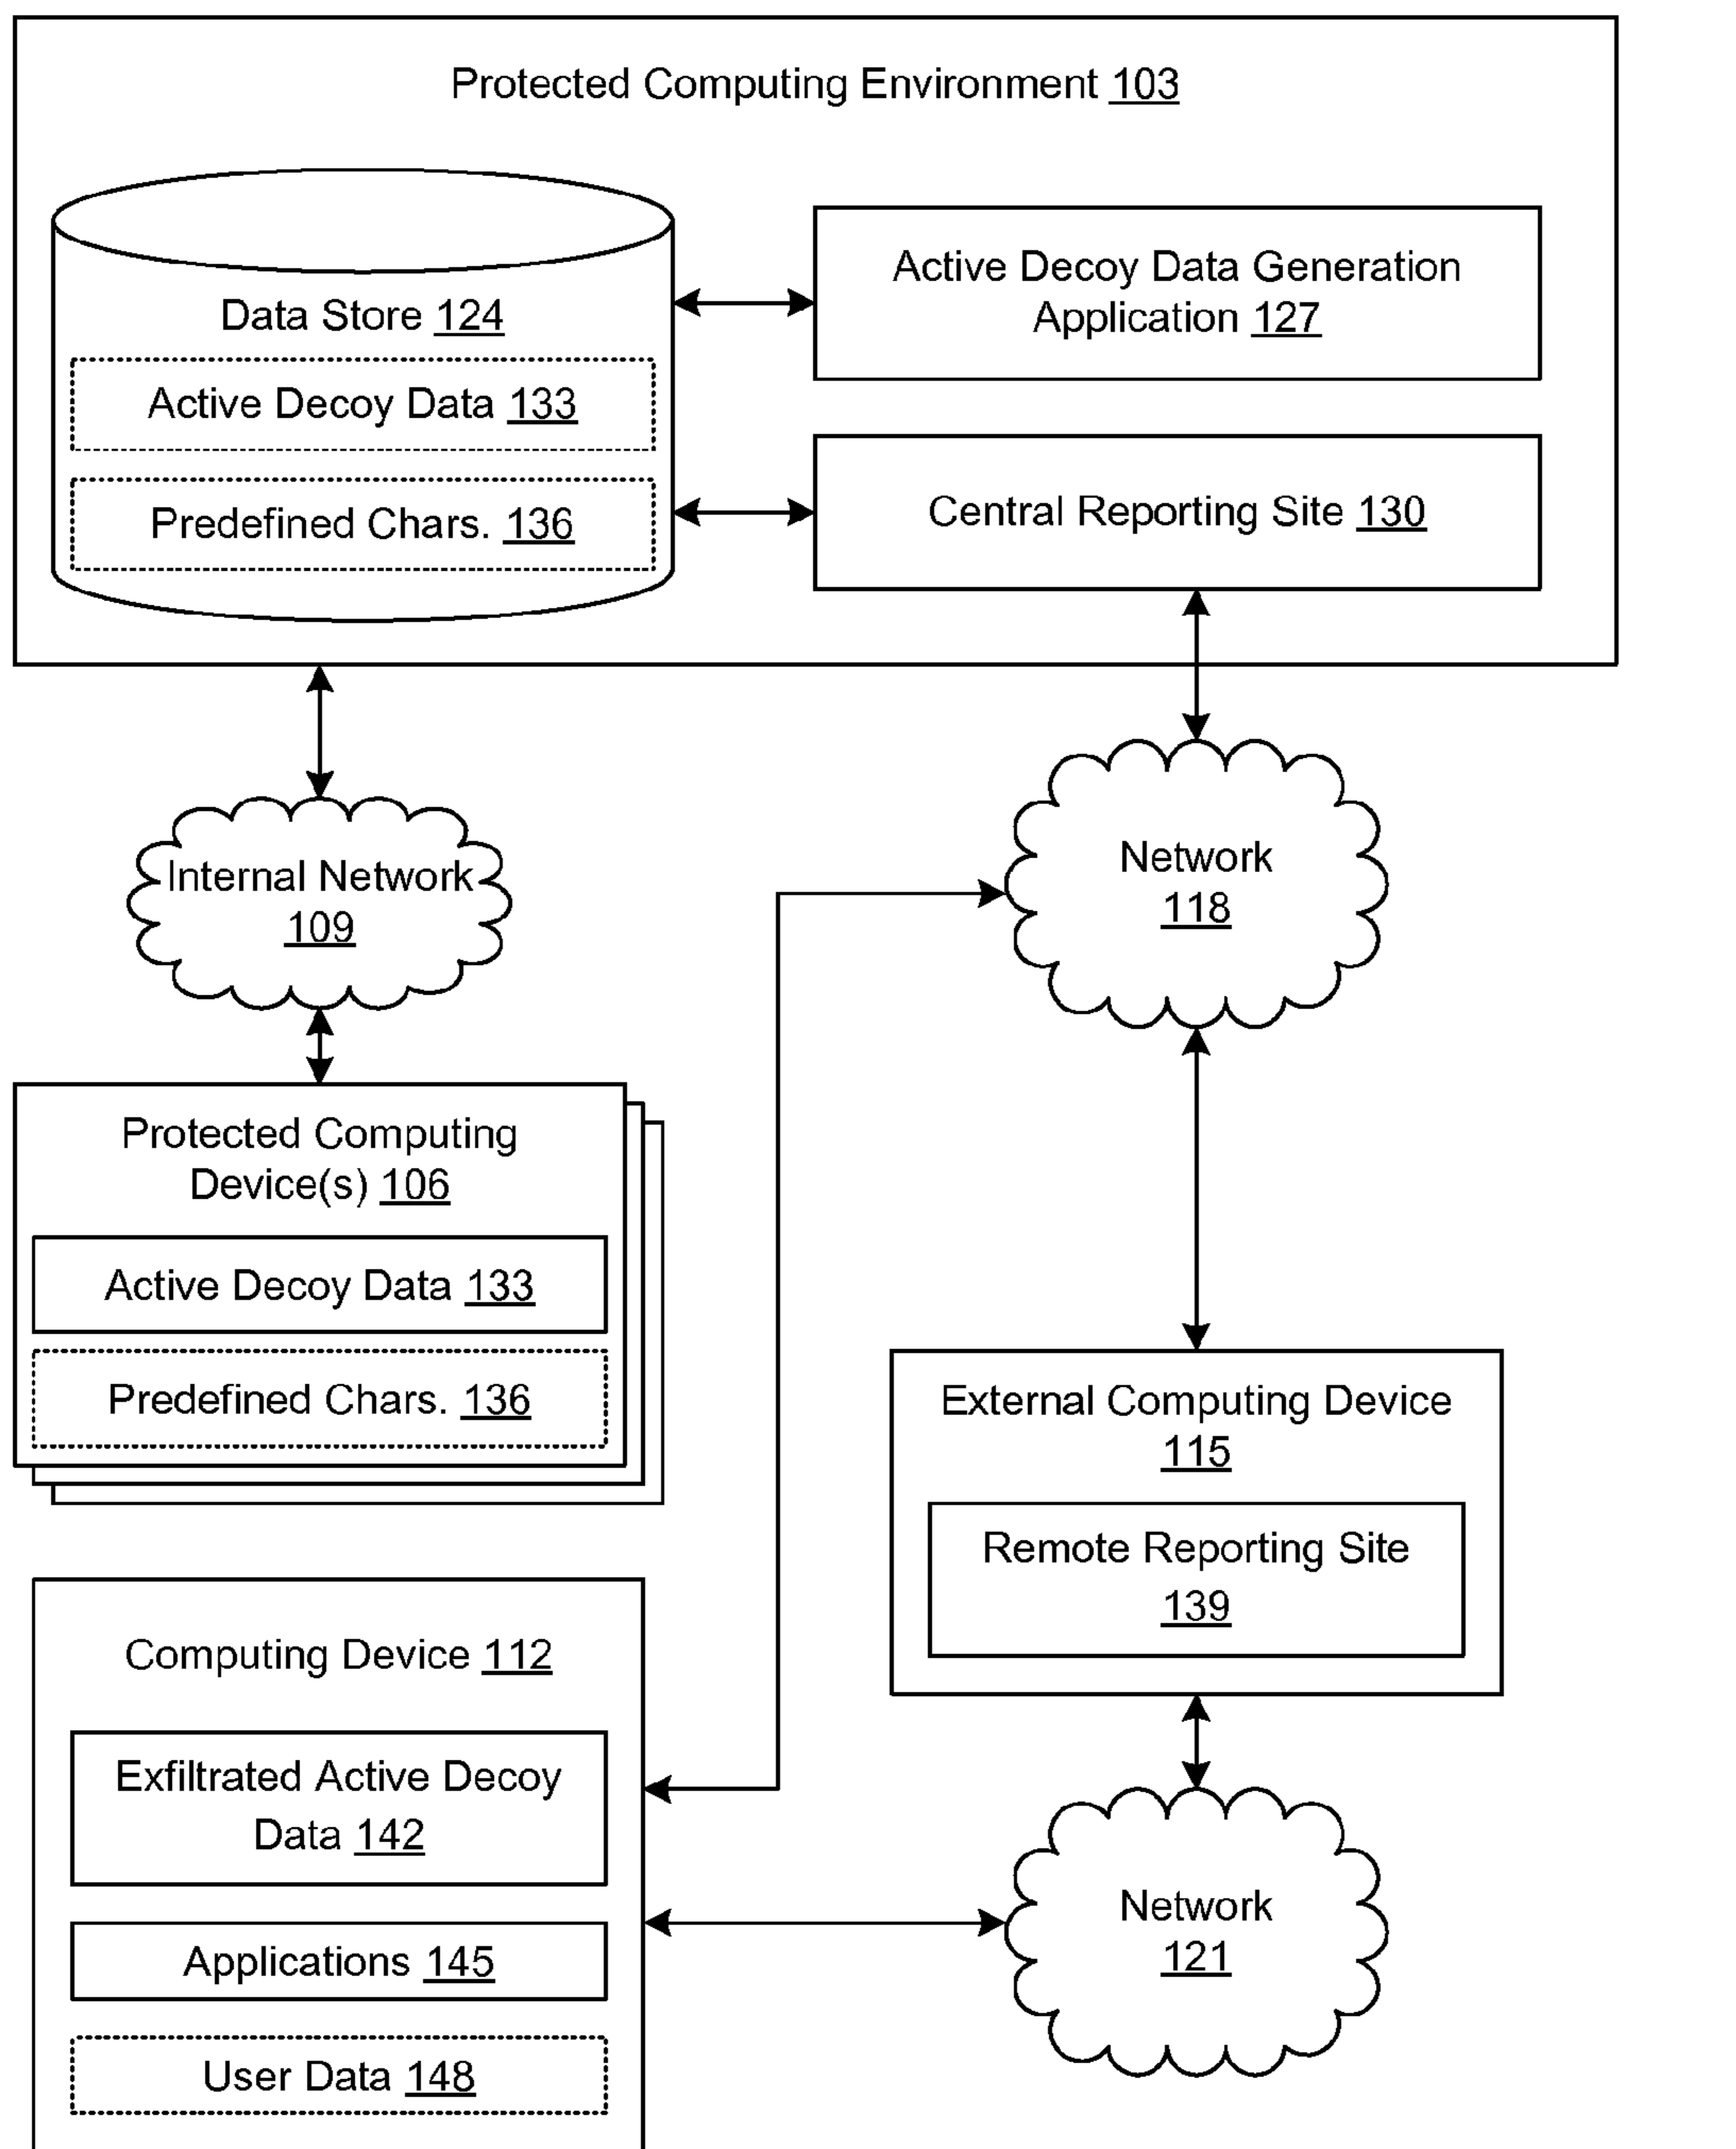 Protected Computing Environment 103
Data Store 124
Active Decoy Data 133
Predefined Chars. 136
Active Decoy Data Generation
Application 127
Central Reporting Site 130
Internal Network
109
Network
118
Protected Computing
Device(s) 106
Active Decoy Data 133
Predefined Chars. 136
External Computing Device
115
Remote Reporting Site
139
Computing Device 112
Exfiltrated Active Decoy
Data 142
Applications 145
User Data 148
Network
121